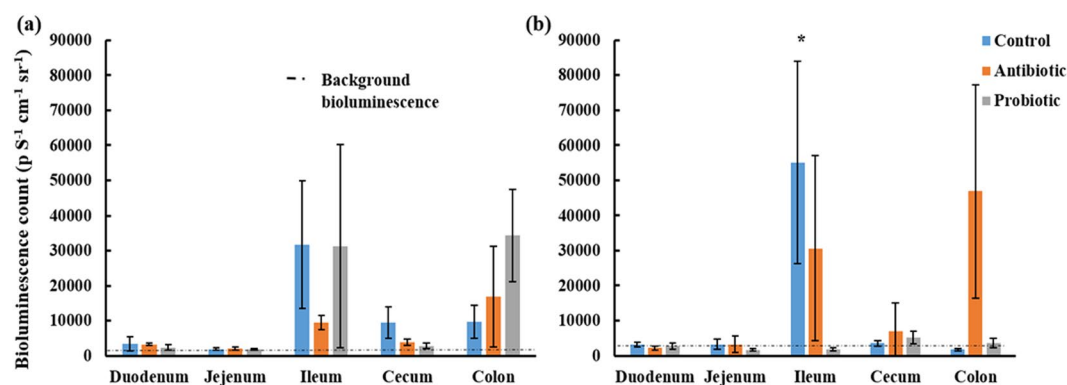 (a)
Bioluminescence count (p S⁻¹ cm⁻¹ sr⁻¹)
90000
80000
70000
60000
50000
40000
30000
20000
10000
0
Background
bioluminescence
Duodenum Jejenum Ileum Cecum Colon
(b)
90000
80000
70000
60000
50000
40000
30000
20000
10000
0
*
Control
Antibiotic
Probiotic
Duodenum Jejenum Ileum Cecum Colon